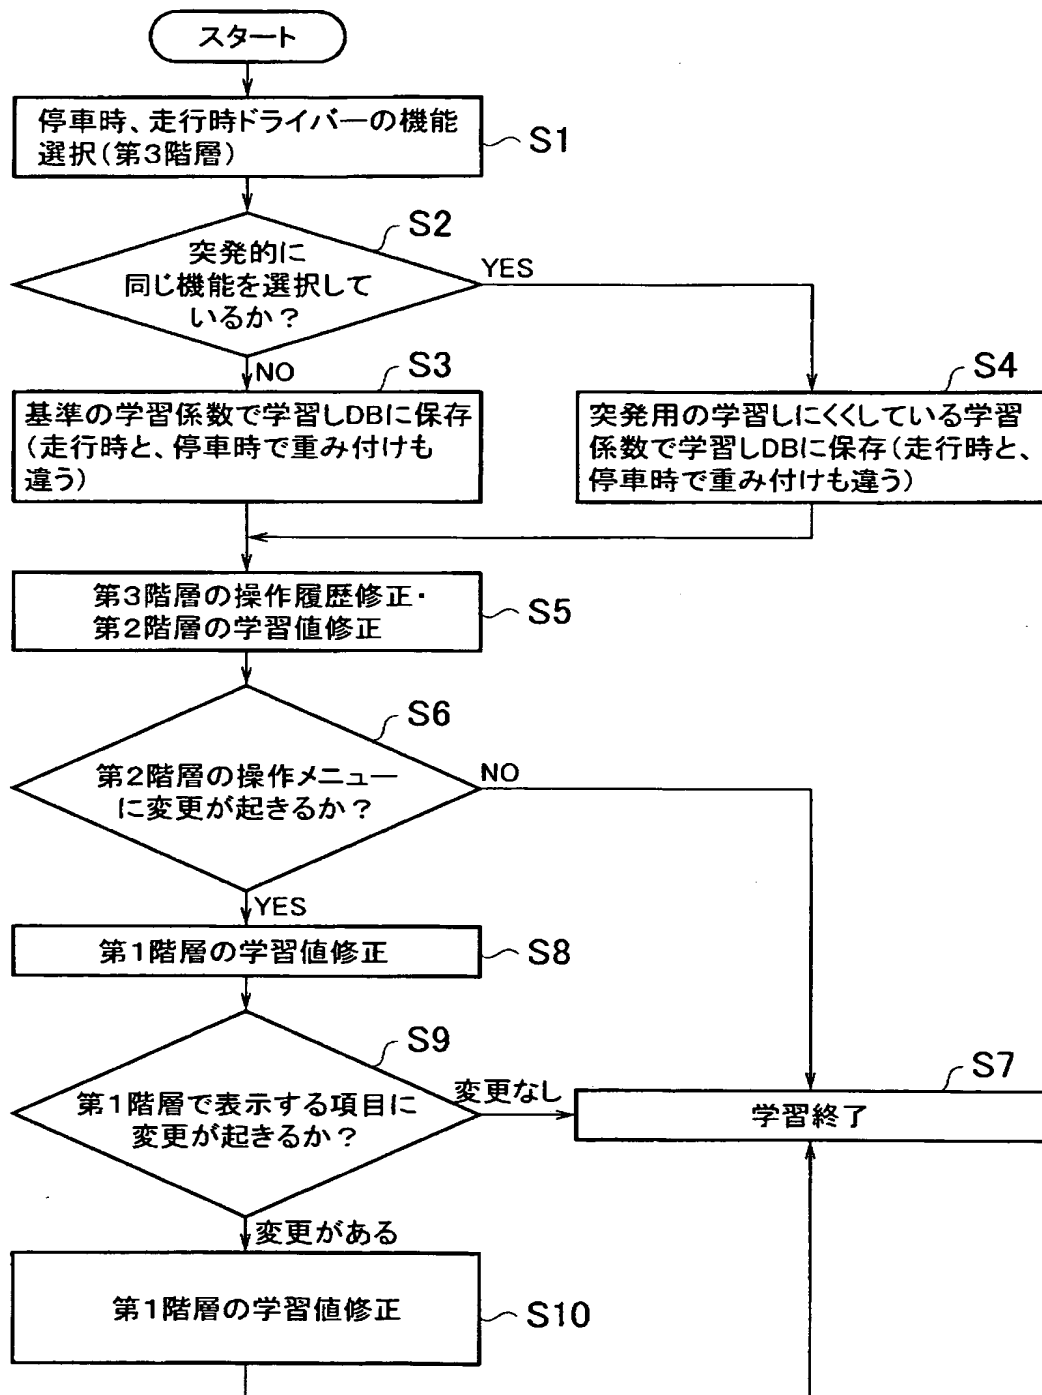 スタート
停車時、走行時ドライバーの機能
選択(第3階層)
S1
S2
突発的に
同じ機能を選択して
いるか？
YES
NO
S3
基準の学習係数で学習しDBに保存
(走行時と、停車時で重み付けも
違う)
S4
突発用の学習しにくくしている学習
係数で学習しDBに保存(走行時と、
停車時で重み付けも違う)
第3階層の操作履歴修正・
第2階層の学習値修正
S5
S6
第2階層の操作メニュー
に変更が起きるか？
NO
YES
第1階層の学習値修正
S8
S9
第1階層で表示する項目に
変更が起きるか？
変更なし
S7
学習終了
変更がある
第1階層の学習値修正
S10